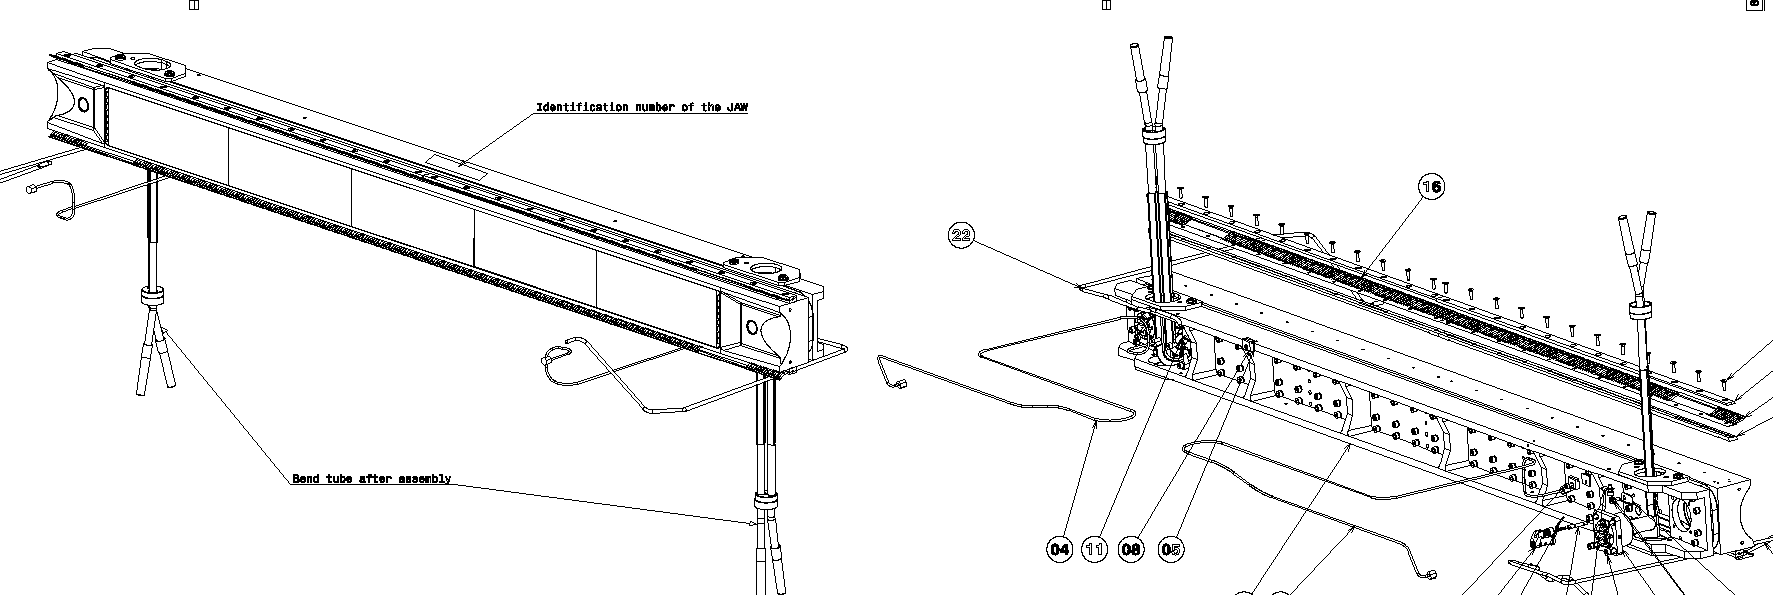 Identification number of the JAW
16
22
Bend tube after assembly
04 11 08 05